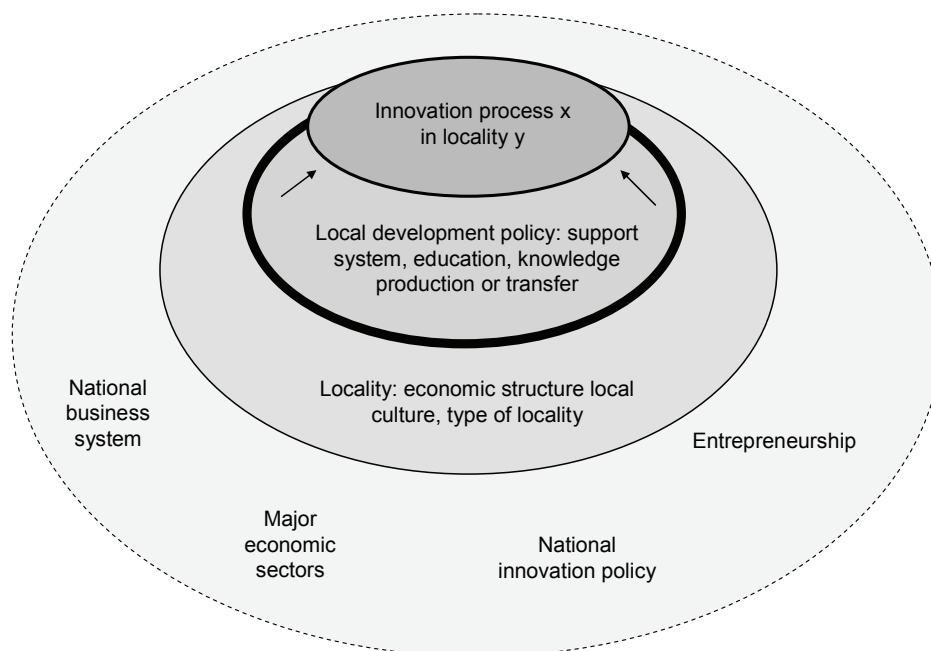 Innovation process x
in locality y
Local development policy: support
system, education, knowledge
production or transfer
Locality: economic structure local
culture, type of locality
National
business
system
Entrepreneurship
Major
economic
sectors
National
innovation policy